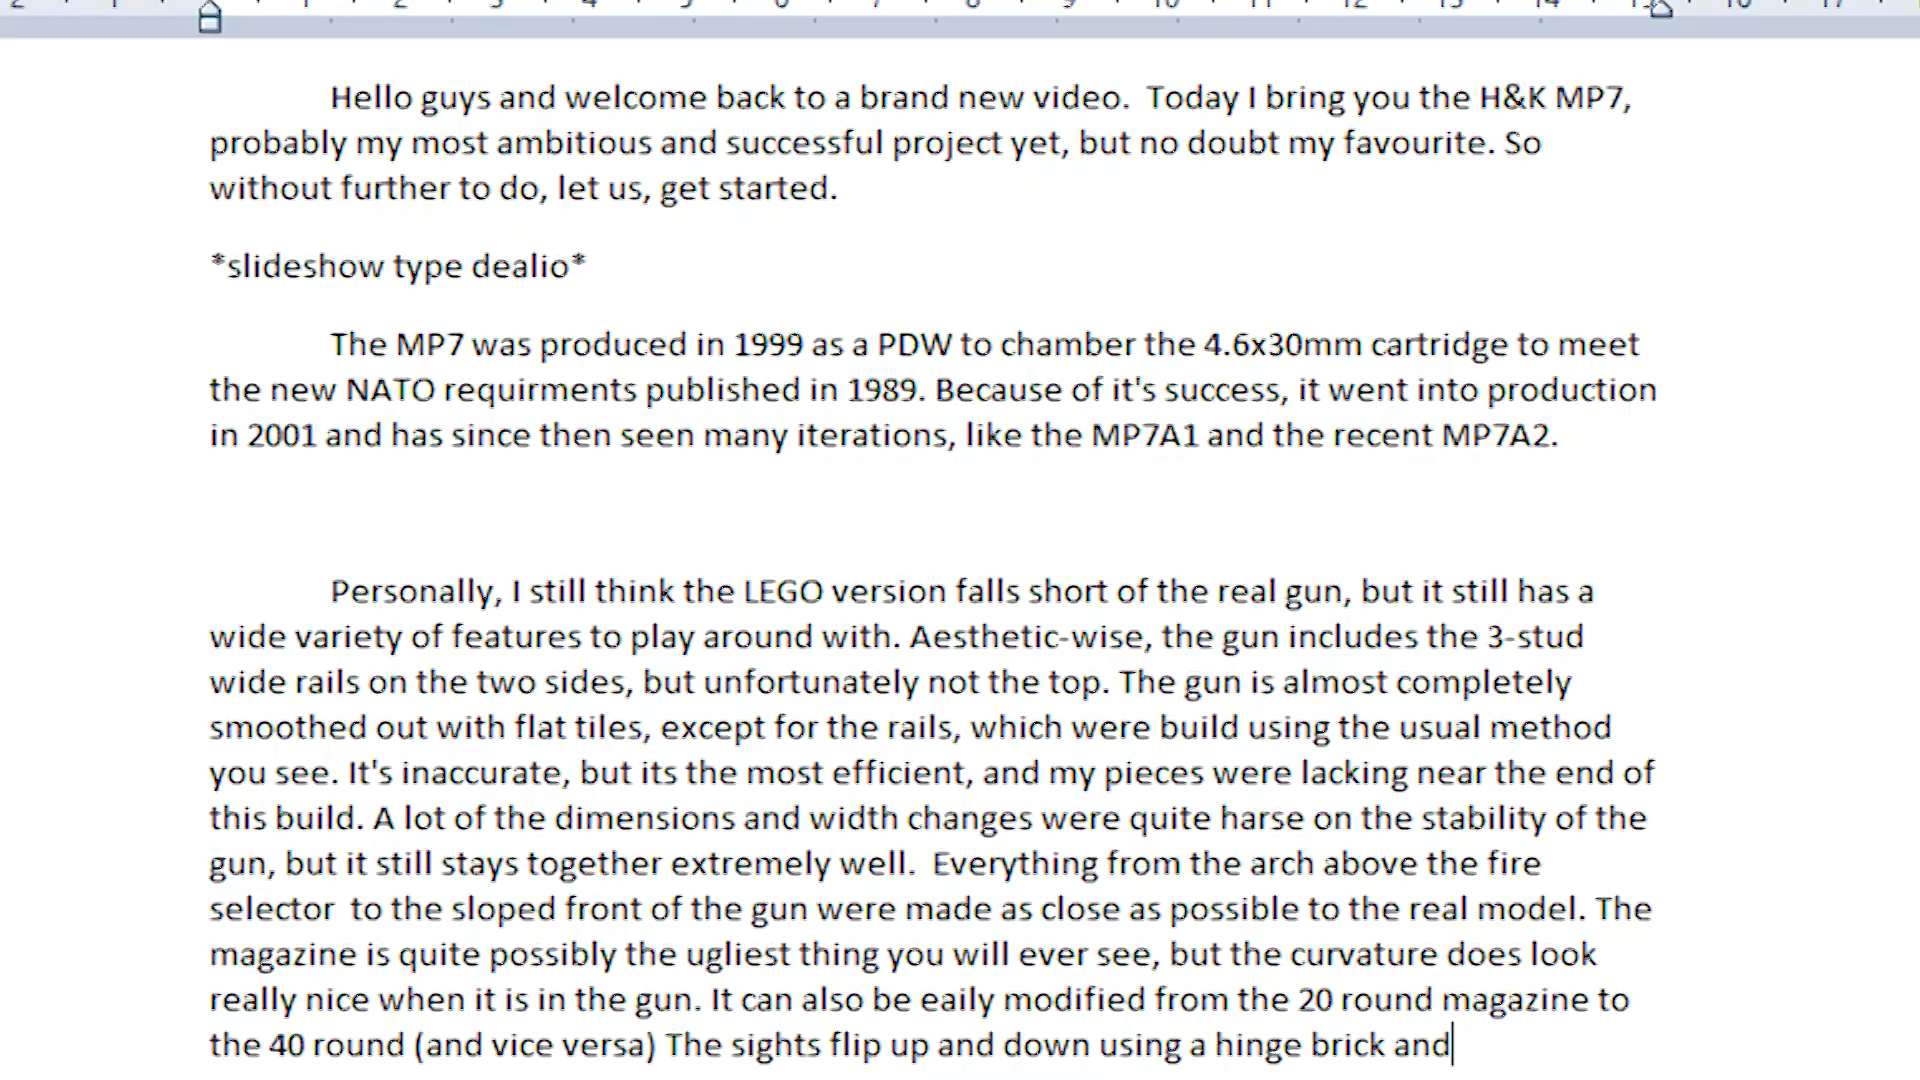 Hello guys and welcome back to a brand new video.  Today I bring you the H&K MP7,
probably my most ambitious and successful project yet, but no doubt my favourite. So
without further to do, let us, get started.
*slideshow type dealio*
The MP7 was produced in 1999 as a PDW to chamber the 4.6x30mm cartridge to meet
the new NATO requirments published in 1989. Because of it's success, it went into production
in 2001 and has since then seen many iterations, like the MP7A1 and the recent MP7A2.
Personally, I still think the LEGO version falls short of the real gun, but it still has a
wide variety of features to play around with. Aesthetic-wise, the gun includes the 3-stud
wide rails on the two sides, but unfortunately not the top. The gun is almost completely
smoothed out with flat tiles, except for the rails, which were build using the usual method
you see. It's inaccurate, but its the most efficient, and my pieces were lacking near the end of
this build. A lot of the dimensions and width changes were quite harse on the stability of the
gun, but it still stays together extremely well.  Everything from the arch above the fire
selector  to the sloped front of the gun were made as close as possible to the real model. The
magazine is quite possibly the ugliest thing you will ever see, but the curvature does look
really nice when it is in the gun. It can also be eaily modified from the 20 round magazine to
the 40 round (and vice versa) The sights flip up and down using a hinge brick and